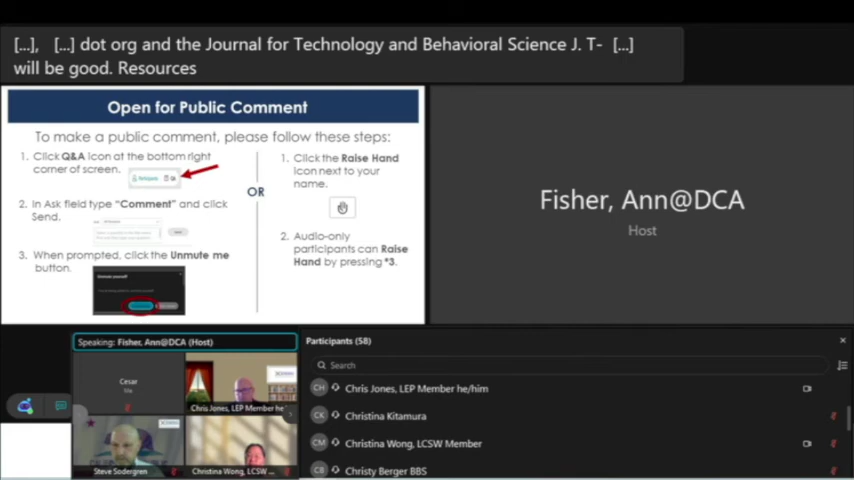 [...], [...] dot org and the Journal for Technology and Behavioral Science J. T- [...]
will be good. Resources
Open for Public Comment
To make a public comment, please follow these steps:
1. Click Q&A icon at the bottom right
corner of screen.
2. In Ask field type "Comment" and click
Send.
3. When prompted, click the Unmute me
button.
OR
1. Click the Raise Hand
icon next to your
name.
2. Audio-only
participants can Raise
Hand by pressing *3.
Fisher, Ann@DCA
Host
Speaking: Fisher, Ann@DCA (Host)
Cesar
Me
Chris Jones, LEP Member he
Steve Sodergren
Christina Wong, LCSW ...
Participants (58)
Search
CH Chris Jones, LEP Member he/him
CK Christina Kitamura
CM Christina Wong, LCSW Member
CB Christy Berger BBS